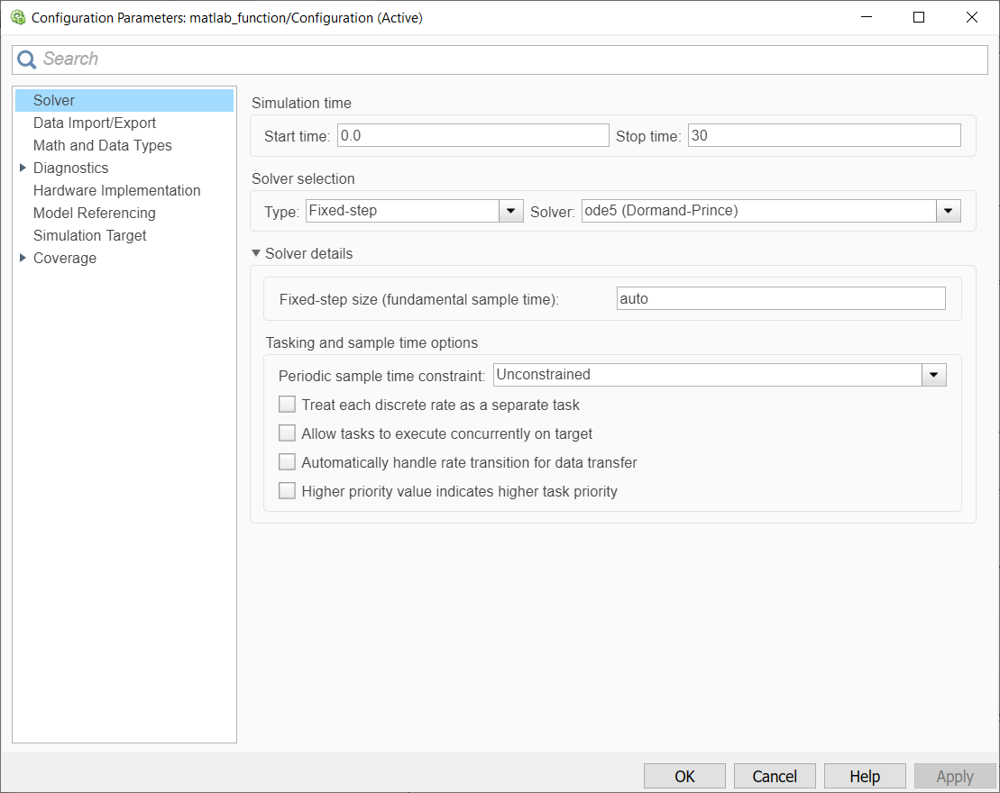 Configuration Parameters: matlab_function/Configuration (Active)
Search
Solver
Data Import/Export
Math and Data Types
Diagnostics
Hardware Implementation
Model Referencing
Simulation Target
Coverage
Simulation time
Start time: 0.0 Stop time: 30
Solver selection
Type: Fixed-step Solver: ode5 (Dormand-Prince)
Solver details
Fixed-step size (fundamental sample time): auto
Tasking and sample time options
Periodic sample time constraint: Unconstrained
Treat each discrete rate as a separate task
Allow tasks to execute concurrently on target
Automatically handle rate transition for data transfer
Higher priority value indicates higher task priority
OK Cancel Help Apply